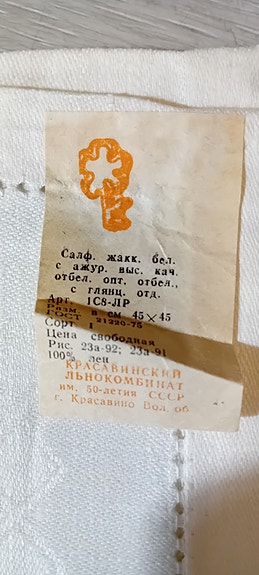 Салф. жакк. бел.
с ажур. выс. кач.
отбел. опт. отбел.,
с глянц. отд.
Арт. 1С8-ЛР
Разм. в см 45×45
ГОСТ 21220-75
Сорт 1
Цена свободная
Рис. 23а-92; 23а-91
100% лен
КРАСАВИНСКИЙ
ЛЬНОКОМБИНАТ
им. 50-летия СССР
г. Красавино Вол. об